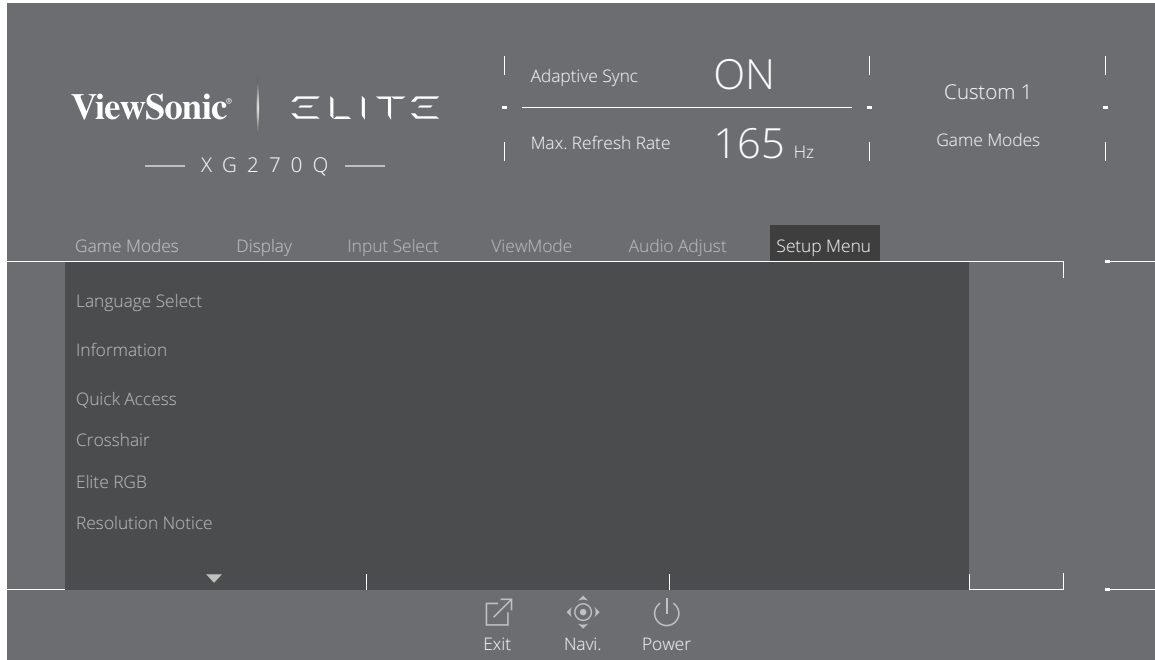 ViewSonic® ELITE
XG270Q
Adaptive Sync ON
Max. Refresh Rate 165 Hz
Custom 1
Game Modes
Game Modes Display Input Select ViewMode Audio Adjust Setup Menu
Language Select
Information
Quick Access
Crosshair
Elite RGB
Resolution Notice
Exit Navi. Power